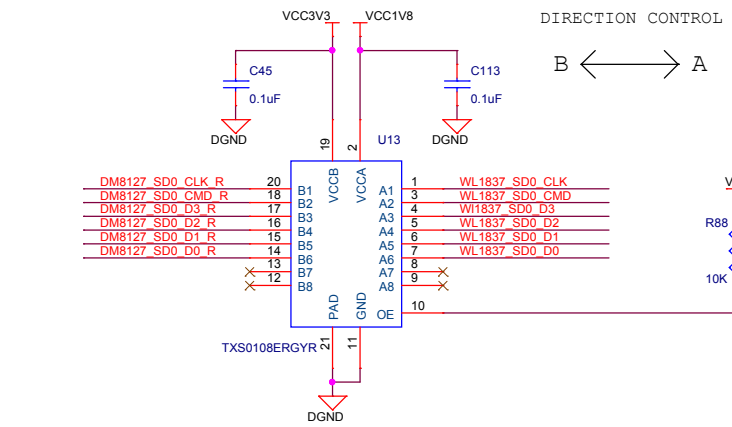 VCC3V3
VCC1V8
DIRECTION CONTROL
B
A
C45
0.1uF
DGND
C113
0.1uF
DGND
U13
19
2
VCCB
VCCA
DM8127_SD0_CLK_R
20
B1
A1
1
WL1837_SD0_CLK
DM8127_SD0_CMD_R
18
B2
A2
3
WL1837_SD0_CMD
DM8127_SD0_D3_R
17
B3
A3
4
Wl1837_SD0_D3
DM8127_SD0_D2_R
16
B4
A4
5
WL1837_SD0_D2
DM8127_SD0_D1_R
15
B5
A5
6
WL1837_SD0_D1
DM8127_SD0_D0_R
14
B6
A6
7
WL1837_SD0_D0
13
B7
A7
8
12
B8
A8
9
PAD
GND
OE
10
TXS0108ERGYR
21
11
DGND
V
R88
10K